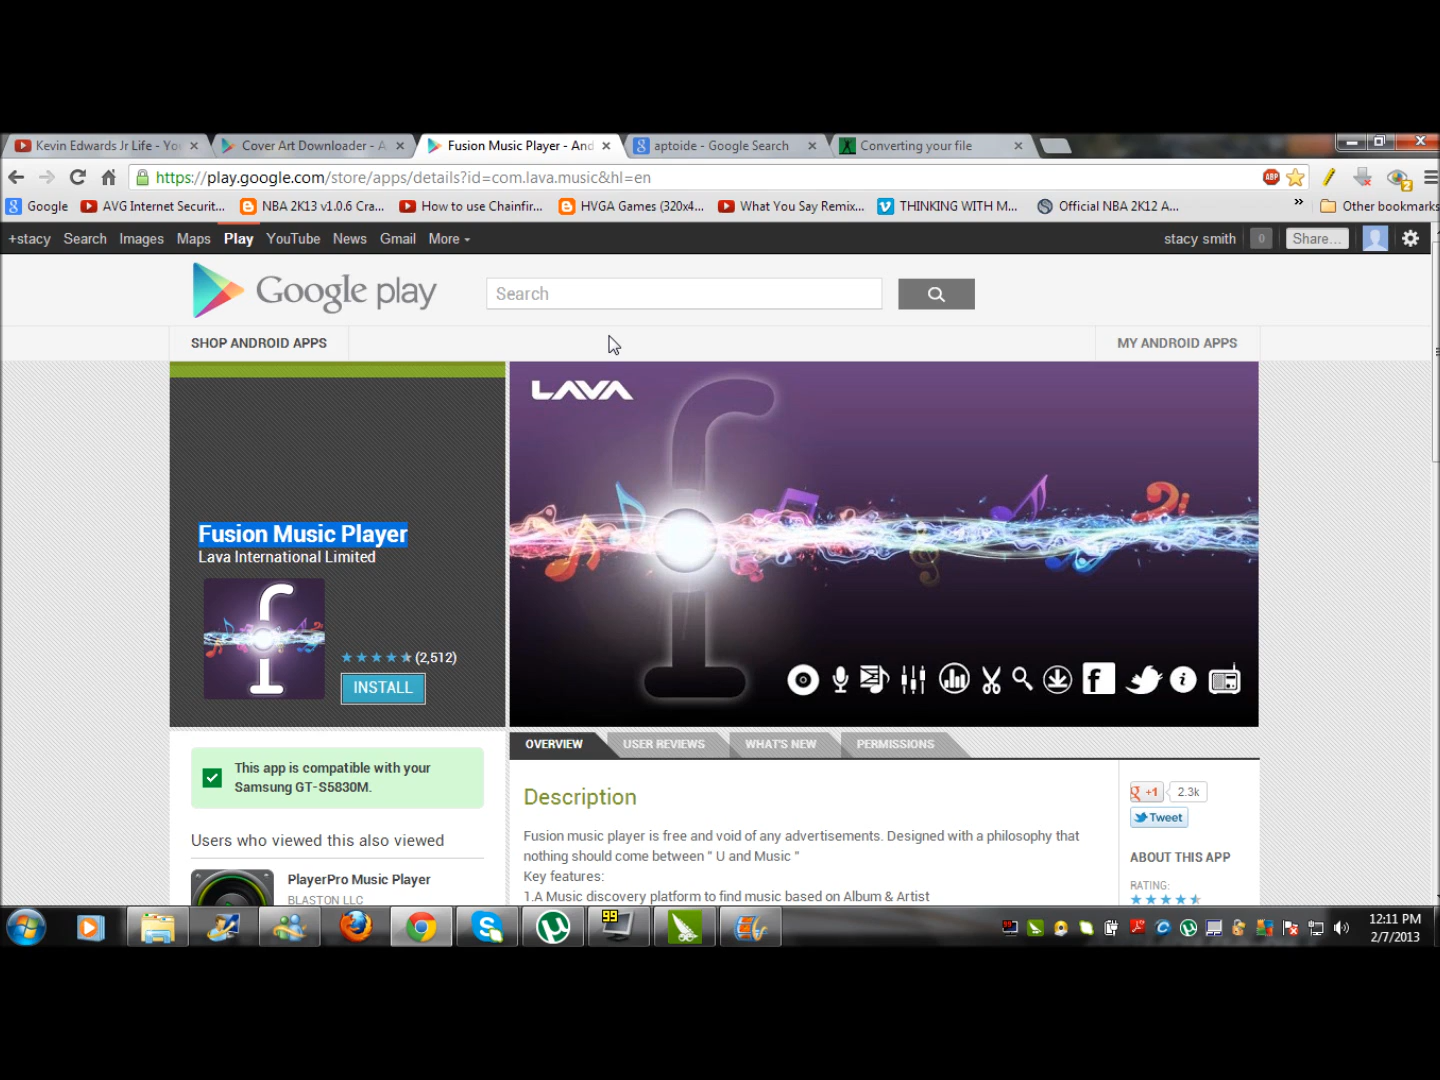 Kevin Edwards Jr Life - Yo
Cover Art Downloader - A
Fusion Music Player - And
aptoide - Google Search
Converting your file
https://play.google.com/store/apps/details?id=com.lava.music&hl=en
ABP
2
Google
AVG Internet Securit...
NBA 2K13 v1.0.6 Cra...
How to use Chainfir...
HVGA Games (320x4...
What You Say Remix...
THINKING WITH M...
Official NBA 2K12 A...
»
Other bookmarks
+stacy
Search
Images
Maps
Play
YouTube
News
Gmail
More
stacy smith
0
Share...
Google play
Search
SHOP ANDROID APPS
MY ANDROID APPS
LAVA
Fusion Music Player
Lava International Limited
(2,512)
INSTALL
OVERVIEW
USER REVIEWS
WHAT'S NEW
PERMISSIONS
This app is compatible with your
Samsung GT-S5830M.
Description
+1
2.3k
Tweet
Fusion music player is free and void of any advertisements. Designed with a philosophy that
nothing should come between " U and Music "
Key features:
1.A Music discovery platform to find music based on Album & Artist
ABOUT THIS APP
RATING:
Users who viewed this also viewed
PlayerPro Music Player
BLASTON LLC
99
12:11 PM
2/7/2013